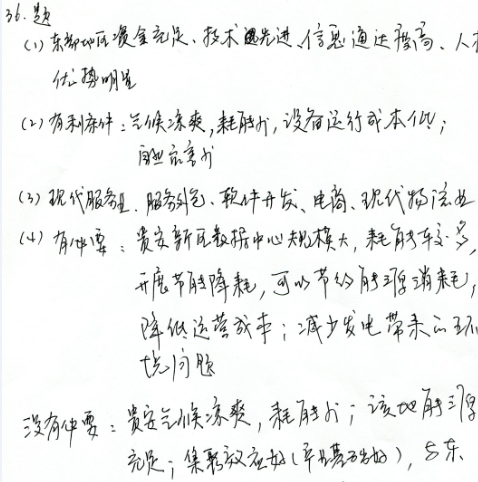 36.题
(1)东部地区资金充足、技术先进、信息通达度高、人才
优势明显
(2)有利条件:气候凉爽,耗能少,设备运行成本低;
自然灾害少
(3)现代服务业、服务外包、软件开发、电商、现代物流业
(4)有必要:贵安新区数据中心规模大,耗能较多,
开展节能降耗,可以节约能源消耗,
降低运营成本;减少发电带来的环
境问题
没有必要:贵安气候凉爽,耗能少;该地能源
充足;集聚效应好(产业基础好),与东